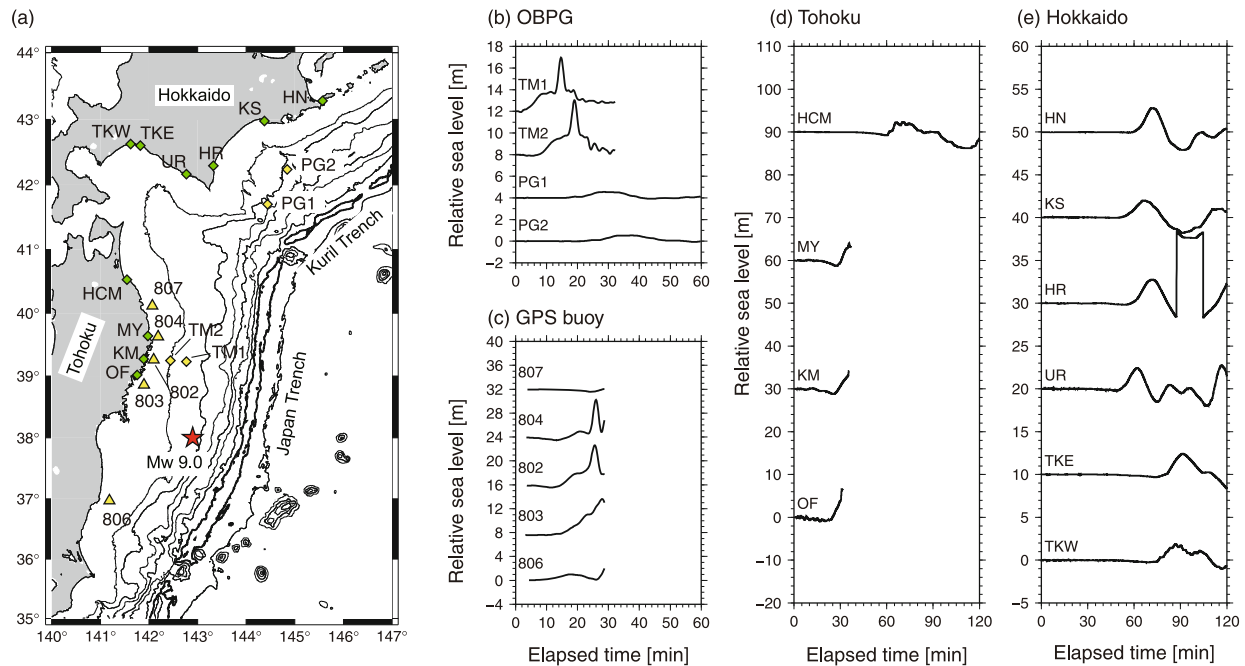 (a)
Hokkaido
HN
KS
TKW
TKE
HR
UR
PG2
PG1
Kuril Trench
HCM
807
804
MY
TM2
Tohoku
KM
TM1
OF
802
803
Japan Trench
Mw 9.0
806
44°
43°
42°
41°
40°
39°
38°
37°
36°
35°
140° 141° 142° 143° 144° 145° 146° 147°
(b) OBPG
Relative sea level [m]
18
16
14
12
10
8
6
4
2
0
−2
TM1
TM2
PG1
PG2
0 10 20 30 40 50 60
(c) GPS buoy
Relative sea level [m]
40
36
32
28
24
20
16
12
8
4
0
−4
807
804
802
803
806
0 10 20 30 40 50 60
Elapsed time [min]
(d) Tohoku
Relative sea level [m]
110
100
90
80
70
60
50
40
30
20
10
0
−10
−20
HCM
MY
KM
OF
0 30 60 90 120
Elapsed time [min]
(e) Hokkaido
Relative sea level [m]
60
55
50
45
40
35
30
25
20
15
10
5
0
−5
HN
KS
HR
UR
TKE
TKW
0 30 60 90 120
Elapsed time [min]